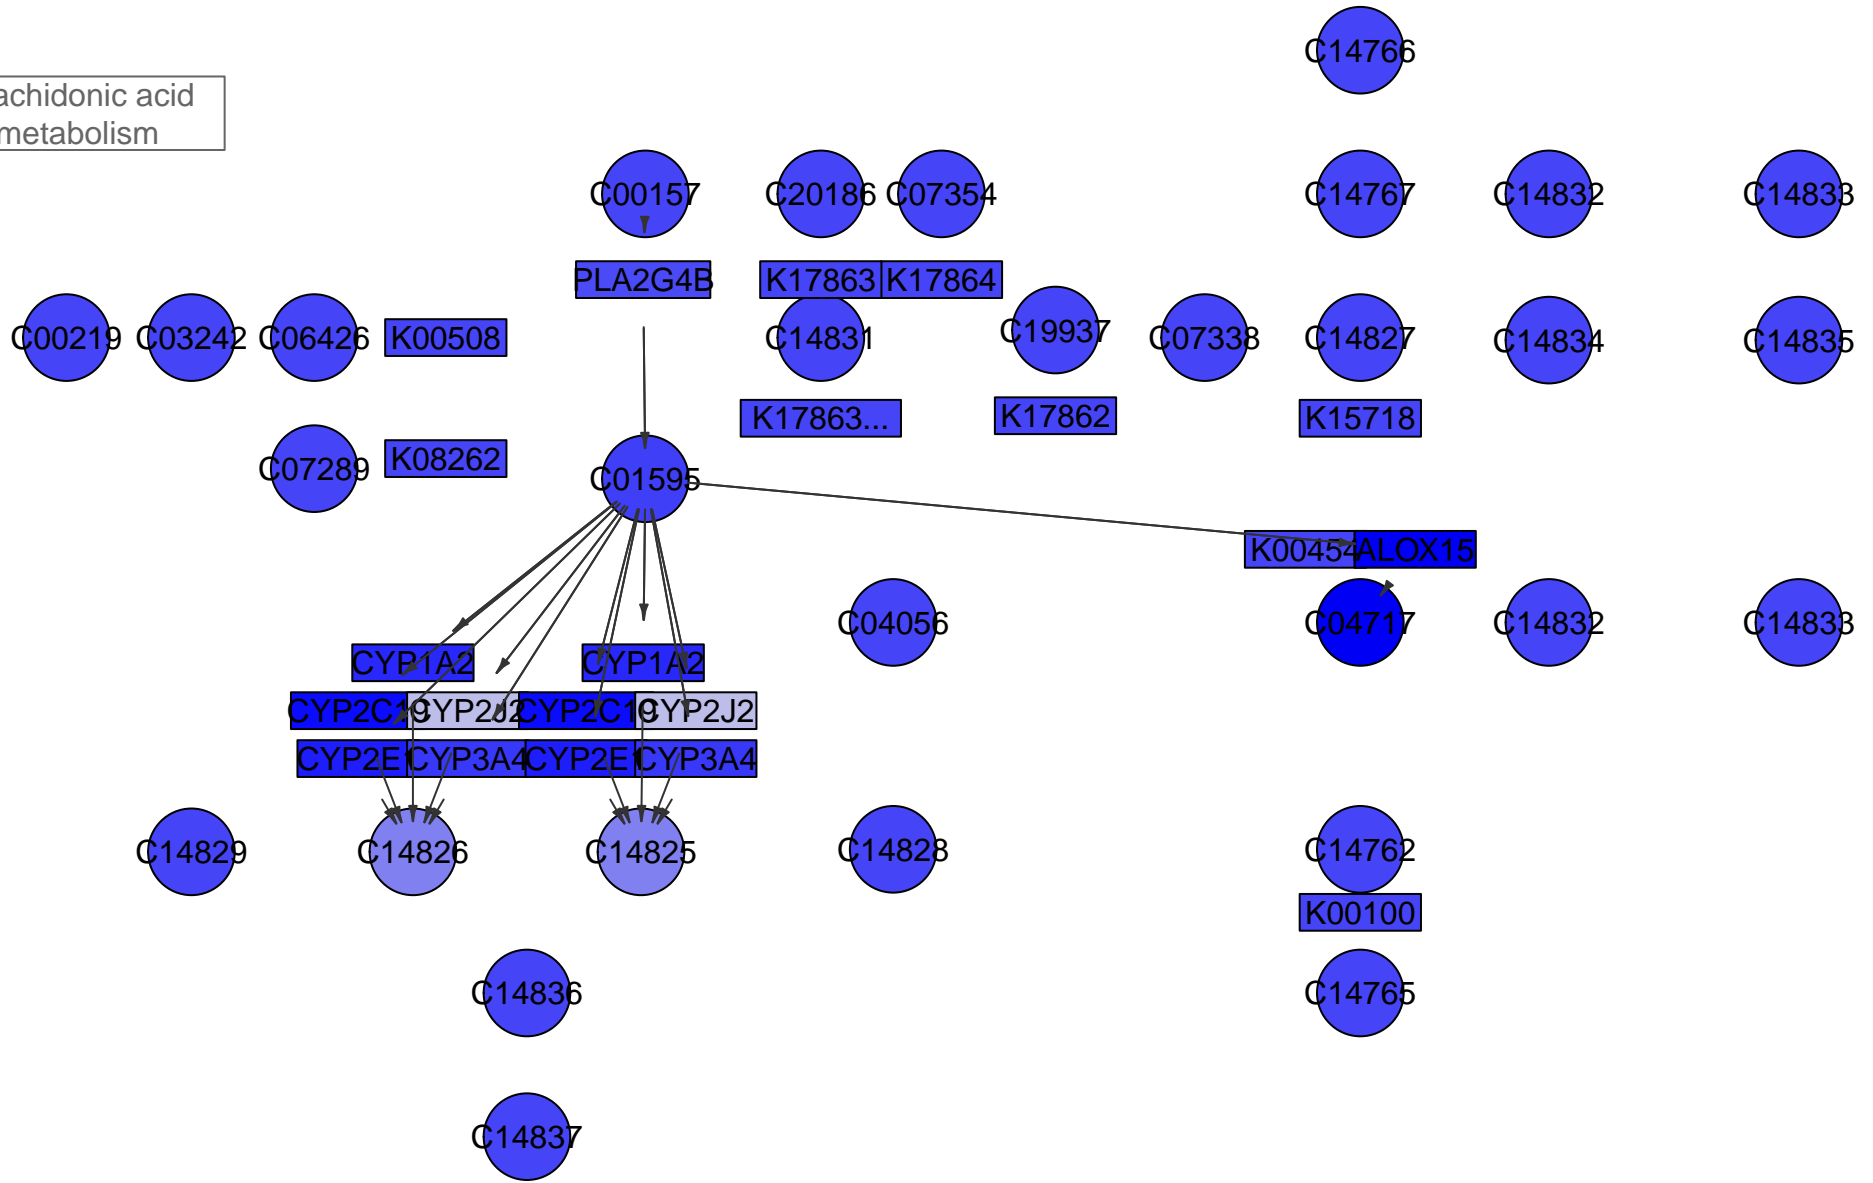 C14766
achidonic acid
metabolism
C00157
C20186
C07354
C14767
C14832
C14833
PLA2G4B
K17863
K17864
C00219
C03242
C06426
K00508
C14831
C19937
C07338
C14827
C14834
C14835
K17863...
K17862
K15718
C07289
K08262
C01595
K00454
ALOX15
C04056
C04717
C14832
C14833
CYP1A2
CYP1A2
CYP2C19
CYP2J2
CYP2C19
CYP2J2
CYP2E1
CYP3A4
CYP2E1
CYP3A4
C14829
C14826
C14825
C14828
C14762
K00100
C14836
C14765
C14837